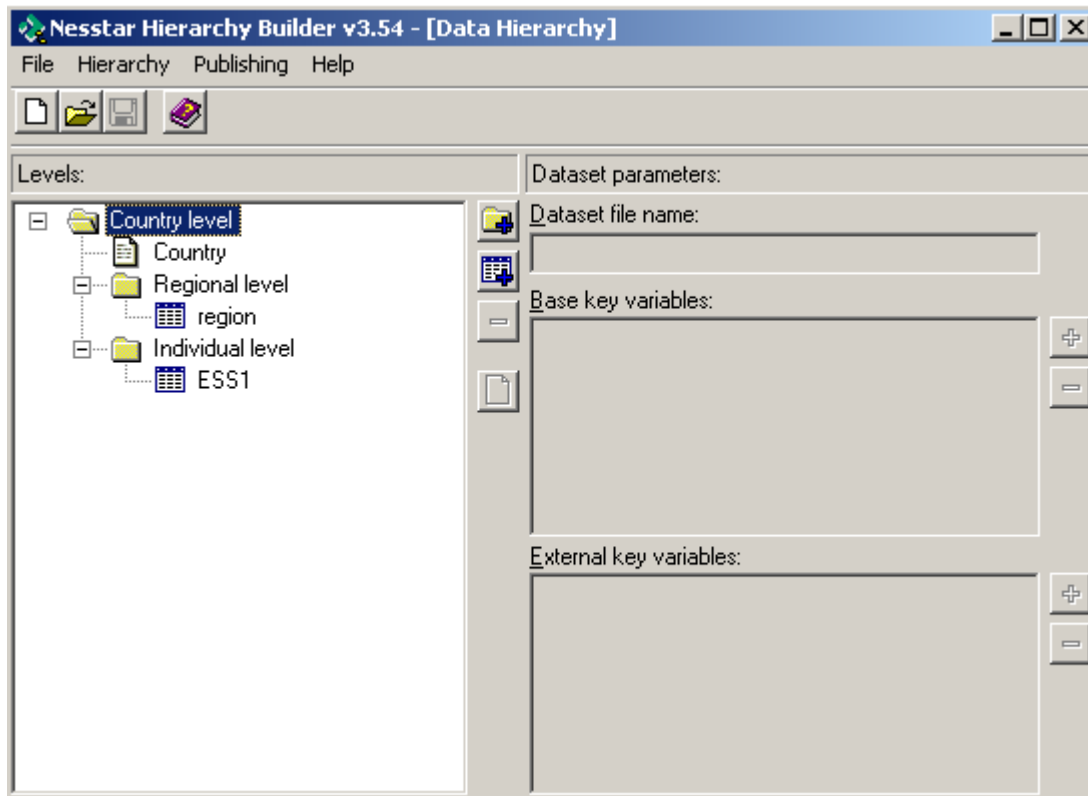 Nesstar Hierarchy Builder v3.54 - [Data Hierarchy]
File Hierarchy Publishing Help
Levels:
Dataset parameters:
Country level
Country
Regional level
region
Individual level
ESS1
Dataset file name:
Base key variables:
External key variables: